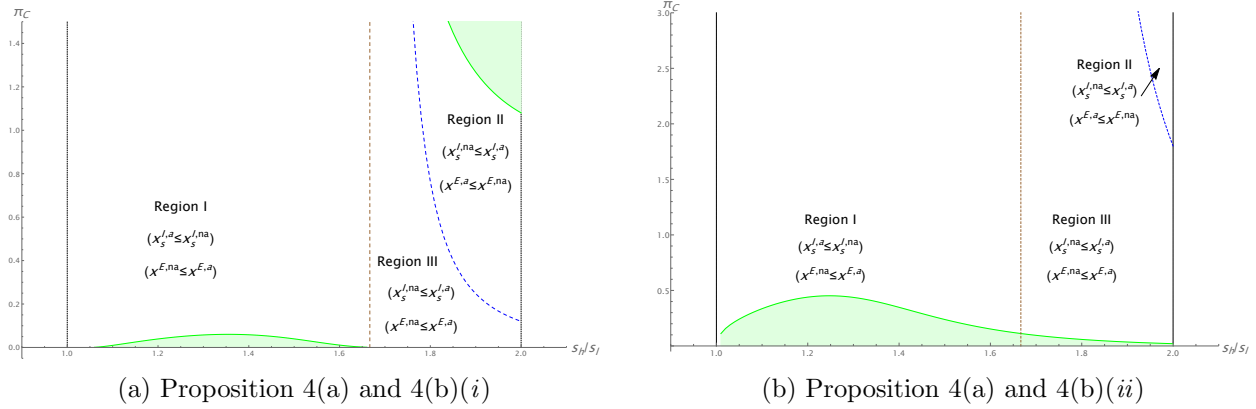 π_C
1.4
1.2
1.0
0.8
0.6
0.4
0.2
0.0
1.0 1.2 1.4 1.6 1.8 2.0
s_h/s_l
Region I
(x_s^{I,a}≤x_s^{I,na})
(x^{E,na}≤x^{E,a})
Region II
(x_s^{I,na}≤x_s^{I,a})
(x^{E,a}≤x^{E,na})
Region III
(x_s^{I,na}≤x_s^{I,a})
(x^{E,na}≤x^{E,a})
(a) Proposition 4(a) and 4(b)(i)
π_C
3.0
2.5
2.0
1.5
1.0
0.5
1.0 1.2 1.4 1.6 1.8 2.0
s_h/s_l
Region II
(x_s^{I,na}≤x_s^{I,a})
(x^{E,a}≤x^{E,na})
Region I
(x_s^{I,a}≤x_s^{I,na})
(x^{E,na}≤x^{E,a})
Region III
(x_s^{I,na}≤x_s^{I,a})
(x^{E,na}≤x^{E,a})
(b) Proposition 4(a) and 4(b)(ii)